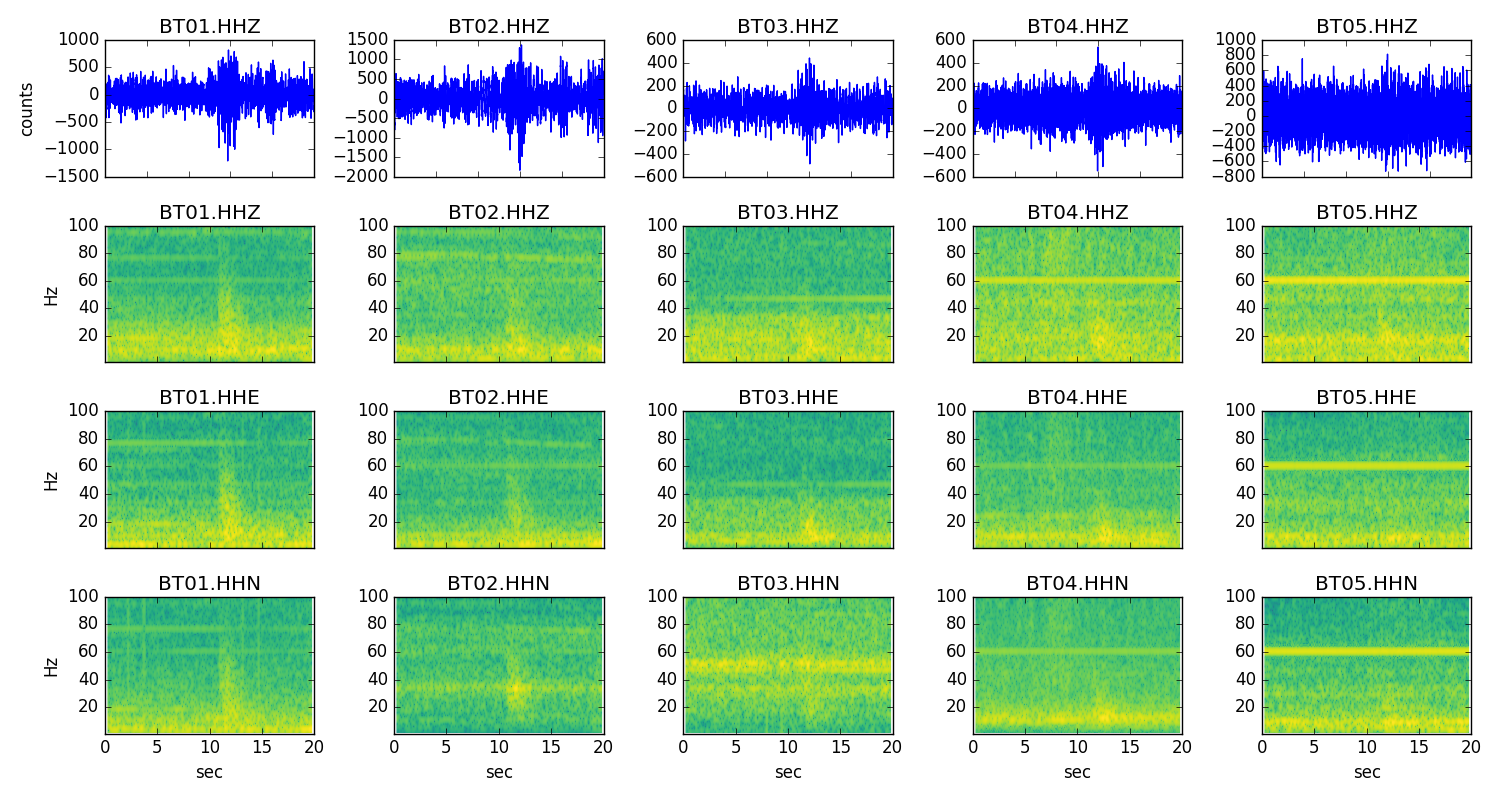 BT01.HHZ BT02.HHZ BT03.HHZ BT04.HHZ BT05.HHZ
counts
1000 500 0 −500 −1000 −1500
1500 1000 500 0 −500 −1000 −1500 −2000
600 400 200 0 −200 −400 −600
600 400 200 0 −200 −400 −600
1000 800 600 400 200 0 −200 −400 −600 −800
BT01.HHZ BT02.HHZ BT03.HHZ BT04.HHZ BT05.HHZ
Hz
100 80 60 40 20
100 80 60 40 20
100 80 60 40 20
100 80 60 40 20
100 80 60 40 20
BT01.HHE BT02.HHE BT03.HHE BT04.HHE BT05.HHE
Hz
100 80 60 40 20
100 80 60 40 20
100 80 60 40 20
100 80 60 40 20
100 80 60 40 20
BT01.HHN BT02.HHN BT03.HHN BT04.HHN BT05.HHN
Hz
100 80 60 40 20
100 80 60 40 20
100 80 60 40 20
100 80 60 40 20
100 80 60 40 20
0 5 10 15 20 0 5 10 15 20 0 5 10 15 20 0 5 10 15 20 0 5 10 15 20
sec sec sec sec sec